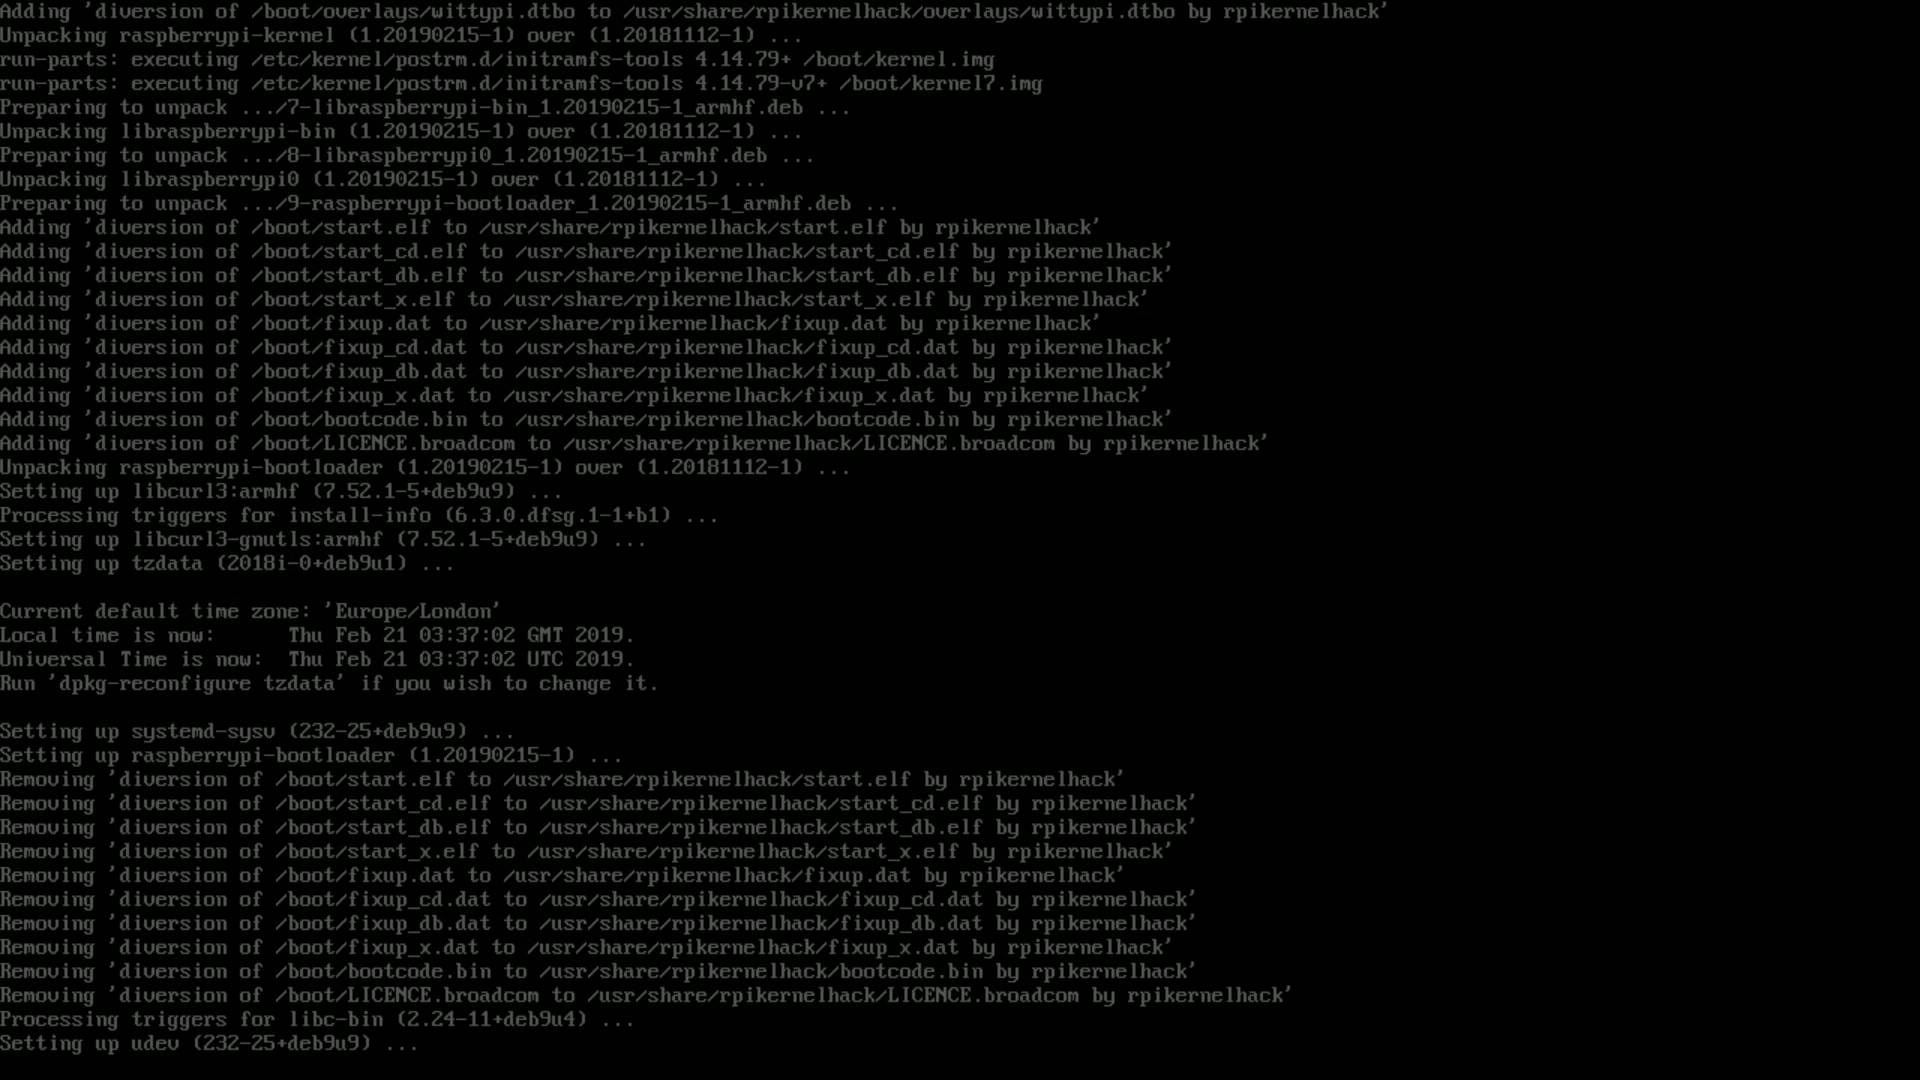 Adding 'diversion of /boot/overlays/wittypi.dtbo to /usr/share/rpikernelhack/overlays/wittypi.dtbo by rpikernelhack'
Unpacking raspberrypi-kernel (1.20190215-1) over (1.20181112-1) ...
run-parts: executing /etc/kernel/postrm.d/initramfs-tools 4.14.79+ /boot/kernel.img
run-parts: executing /etc/kernel/postrm.d/initramfs-tools 4.14.79-v7+ /boot/kernel7.img
Preparing to unpack .../7-libraspberrypi-bin_1.20190215-1_armhf.deb ...
Unpacking libraspberrypi-bin (1.20190215-1) over (1.20181112-1) ...
Preparing to unpack .../8-libraspberrypi0_1.20190215-1_armhf.deb ...
Unpacking libraspberrypi0 (1.20190215-1) over (1.20181112-1) ...
Preparing to unpack .../9-raspberrypi-bootloader_1.20190215-1_armhf.deb ...
Adding 'diversion of /boot/start.elf to /usr/share/rpikernelhack/start.elf by rpikernelhack'
Adding 'diversion of /boot/start_cd.elf to /usr/share/rpikernelhack/start_cd.elf by rpikernelhack'
Adding 'diversion of /boot/start_db.elf to /usr/share/rpikernelhack/start_db.elf by rpikernelhack'
Adding 'diversion of /boot/start_x.elf to /usr/share/rpikernelhack/start_x.elf by rpikernelhack'
Adding 'diversion of /boot/fixup.dat to /usr/share/rpikernelhack/fixup.dat by rpikernelhack'
Adding 'diversion of /boot/fixup_cd.dat to /usr/share/rpikernelhack/fixup_cd.dat by rpikernelhack'
Adding 'diversion of /boot/fixup_db.dat to /usr/share/rpikernelhack/fixup_db.dat by rpikernelhack'
Adding 'diversion of /boot/fixup_x.dat to /usr/share/rpikernelhack/fixup_x.dat by rpikernelhack'
Adding 'diversion of /boot/bootcode.bin to /usr/share/rpikernelhack/bootcode.bin by rpikernelhack'
Adding 'diversion of /boot/LICENCE.broadcom to /usr/share/rpikernelhack/LICENCE.broadcom by rpikernelhack'
Unpacking raspberrypi-bootloader (1.20190215-1) over (1.20181112-1) ...
Setting up libcurl3:armhf (7.52.1-5+deb9u9) ...
Processing triggers for install-info (6.3.0.dfsg.1-1+b1) ...
Setting up libcurl3-gnutls:armhf (7.52.1-5+deb9u9) ...
Setting up tzdata (2018i-0+deb9u1) ...

Current default time zone: 'Europe/London'
Local time is now:      Thu Feb 21 03:37:02 GMT 2019.
Universal Time is now:  Thu Feb 21 03:37:02 UTC 2019.
Run 'dpkg-reconfigure tzdata' if you wish to change it.

Setting up systemd-sysv (232-25+deb9u9) ...
Setting up raspberrypi-bootloader (1.20190215-1) ...
Removing 'diversion of /boot/start.elf to /usr/share/rpikernelhack/start.elf by rpikernelhack'
Removing 'diversion of /boot/start_cd.elf to /usr/share/rpikernelhack/start_cd.elf by rpikernelhack'
Removing 'diversion of /boot/start_db.elf to /usr/share/rpikernelhack/start_db.elf by rpikernelhack'
Removing 'diversion of /boot/start_x.elf to /usr/share/rpikernelhack/start_x.elf by rpikernelhack'
Removing 'diversion of /boot/fixup.dat to /usr/share/rpikernelhack/fixup.dat by rpikernelhack'
Removing 'diversion of /boot/fixup_cd.dat to /usr/share/rpikernelhack/fixup_cd.dat by rpikernelhack'
Removing 'diversion of /boot/fixup_db.dat to /usr/share/rpikernelhack/fixup_db.dat by rpikernelhack'
Removing 'diversion of /boot/fixup_x.dat to /usr/share/rpikernelhack/fixup_x.dat by rpikernelhack'
Removing 'diversion of /boot/bootcode.bin to /usr/share/rpikernelhack/bootcode.bin by rpikernelhack'
Removing 'diversion of /boot/LICENCE.broadcom to /usr/share/rpikernelhack/LICENCE.broadcom by rpikernelhack'
Processing triggers for libc-bin (2.24-11+deb9u4) ...
Setting up udev (232-25+deb9u9) ...